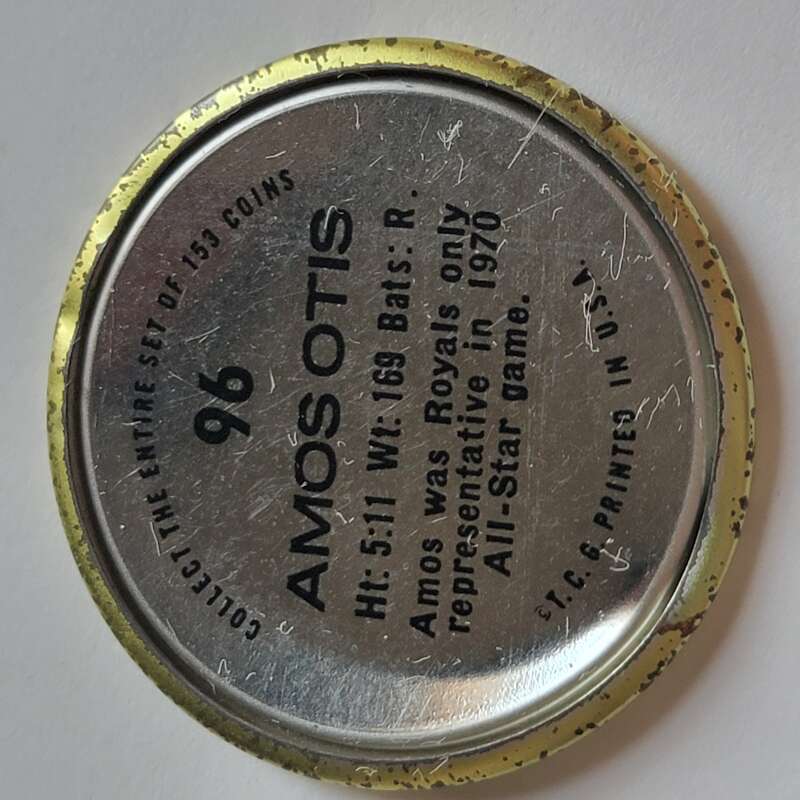 COLLECT THE ENTIRE SET OF 153 COINS
96
AMOS OTIS
Ht: 5:11 Wt: 169 Bats: R.
Amos was Royals only
representative in 1970
All-Star game.
©T. C. G. PRINTED IN U.S.A.